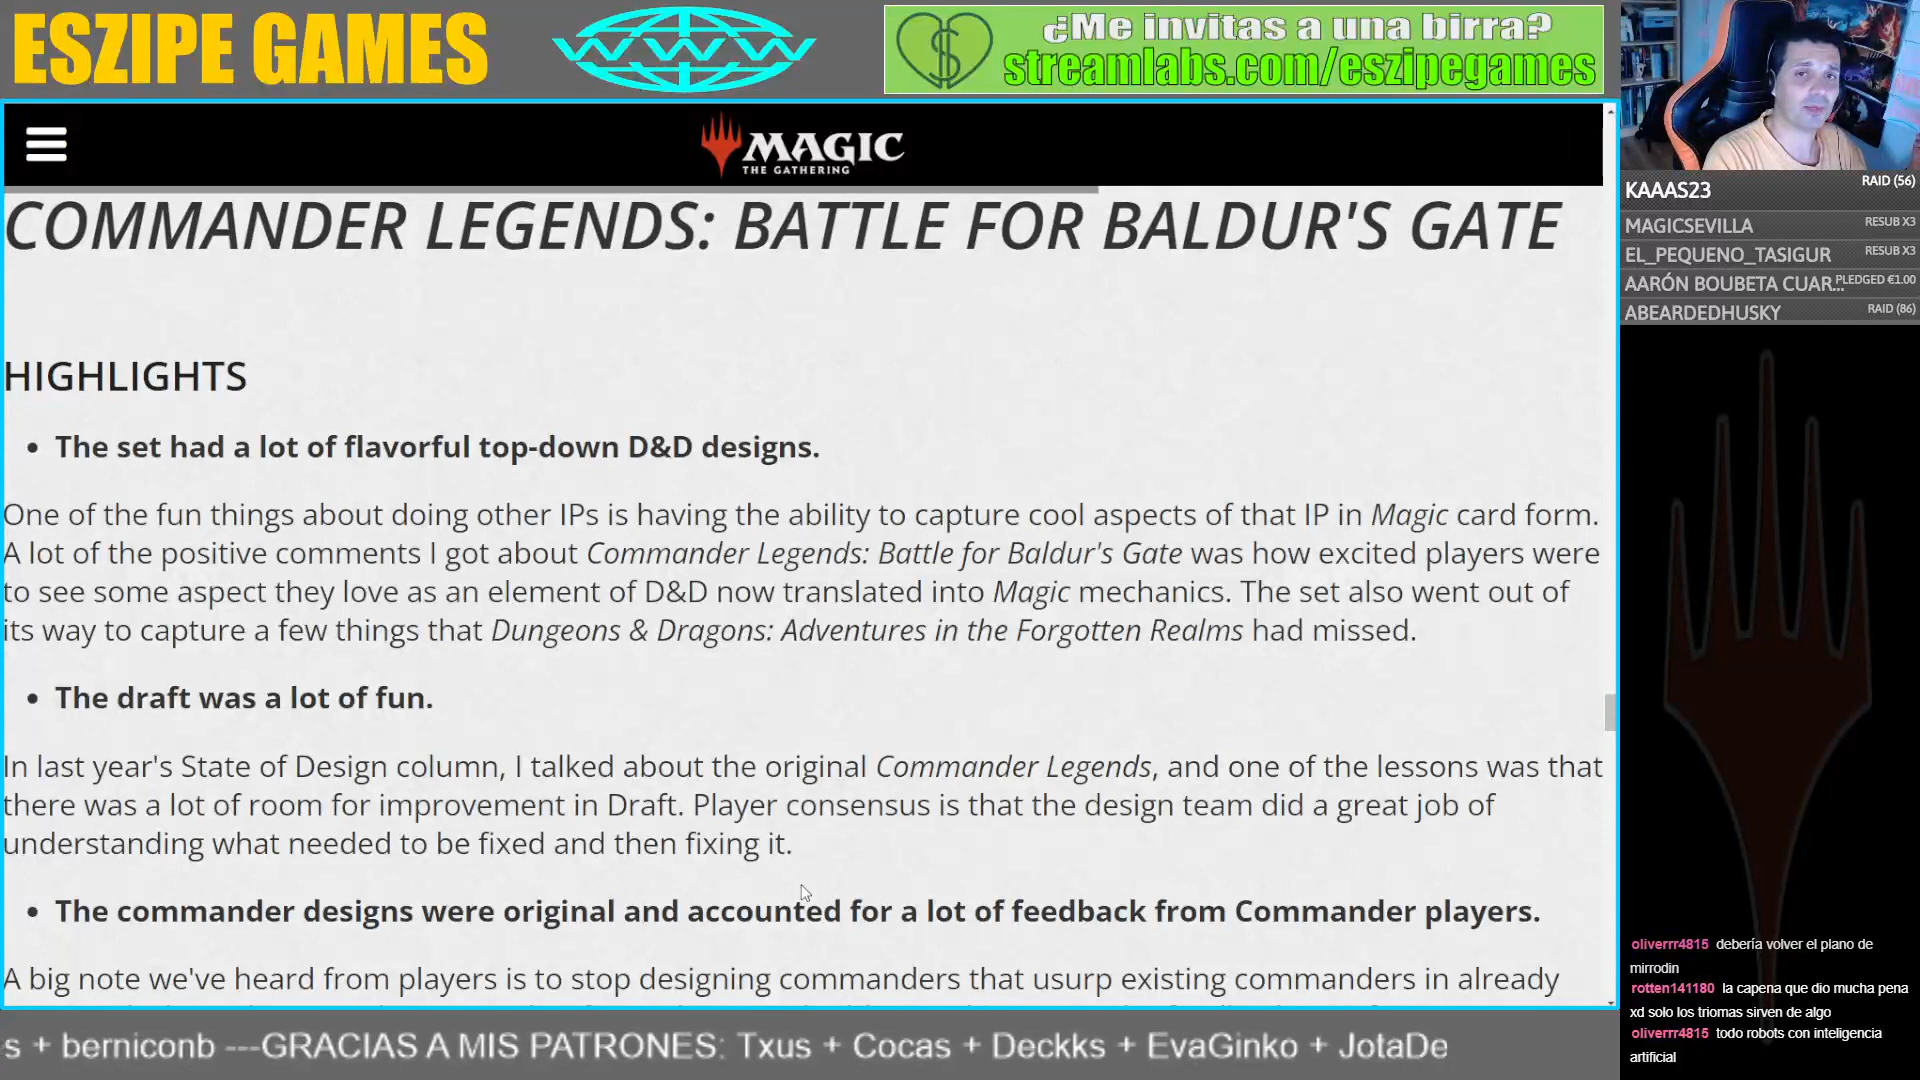 ESZIPE GAMES
WWW
¿Me invitas a una birra?
streamlabs.com/eszipegames
MAGIC
THE GATHERING
COMMANDER LEGENDS: BATTLE FOR BALDUR'S GATE
HIGHLIGHTS
• The set had a lot of flavorful top-down D&D designs.
One of the fun things about doing other IPs is having the ability to capture cool aspects of that IP in Magic card form.
A lot of the positive comments I got about Commander Legends: Battle for Baldur's Gate was how excited players were
to see some aspect they love as an element of D&D now translated into Magic mechanics. The set also went out of
its way to capture a few things that Dungeons & Dragons: Adventures in the Forgotten Realms had missed.
• The draft was a lot of fun.
In last year's State of Design column, I talked about the original Commander Legends, and one of the lessons was that
there was a lot of room for improvement in Draft. Player consensus is that the design team did a great job of
understanding what needed to be fixed and then fixing it.
• The commander designs were original and accounted for a lot of feedback from Commander players.
A big note we've heard from players is to stop designing commanders that usurp existing commanders in already
KAAAS23 RAID (56)
MAGICSEVILLA RESUB X3
EL_PEQUENO_TASIGUR RESUB X3
AARÓN BOUBETA CUAR... PLEDGED €1.00
ABEARDEDHUSKY RAID (86)
oliverrr4815 debería volver el plano de
mirrodin
rotten141180 la capena que dio mucha pena
xd solo los triomas sirven de algo
oliverrr4815 todo robots con inteligencia
artificial
s + berniconb ---GRACIAS A MIS PATRONES: Txus + Cocas + Deckks + EvaGinko + JotaDe